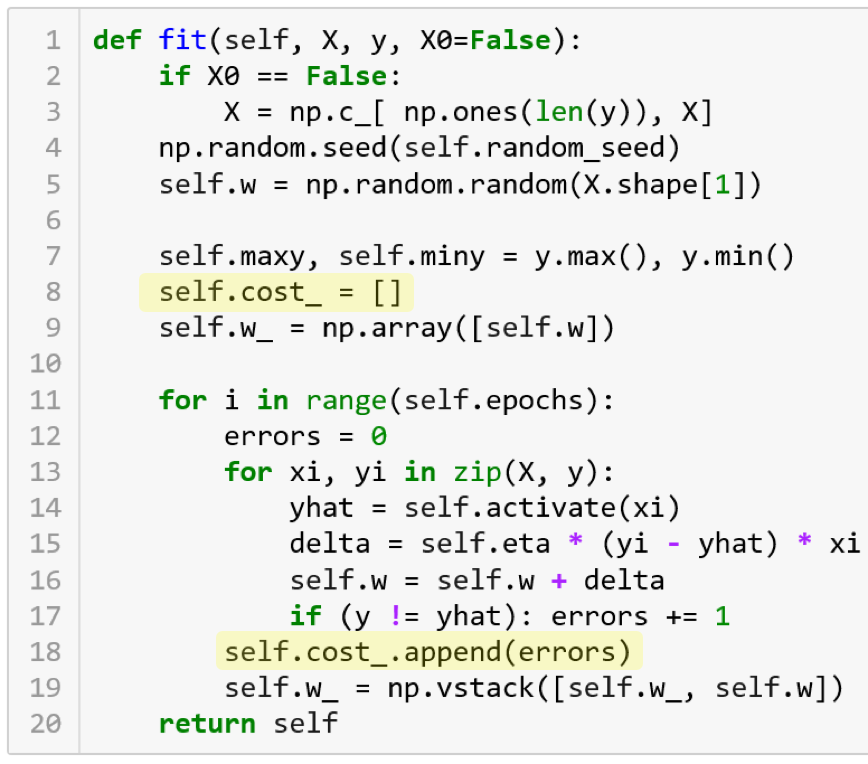 1 def fit(self, X, y, X0=False):
2     if X0 == False:
3         X = np.c_[ np.ones(len(y)), X]
4     np.random.seed(self.random_seed)
5     self.w = np.random.random(X.shape[1])
6
7     self.maxy, self.miny = y.max(), y.min()
8     self.cost_ = []
9     self.w_ = np.array([self.w])
10
11     for i in range(self.epochs):
12         errors = 0
13         for xi, yi in zip(X, y):
14             yhat = self.activate(xi)
15             delta = self.eta * (yi - yhat) * xi
16             self.w = self.w + delta
17             if (y != yhat): errors += 1
18         self.cost_.append(errors)
19         self.w_ = np.vstack([self.w_, self.w])
20     return self